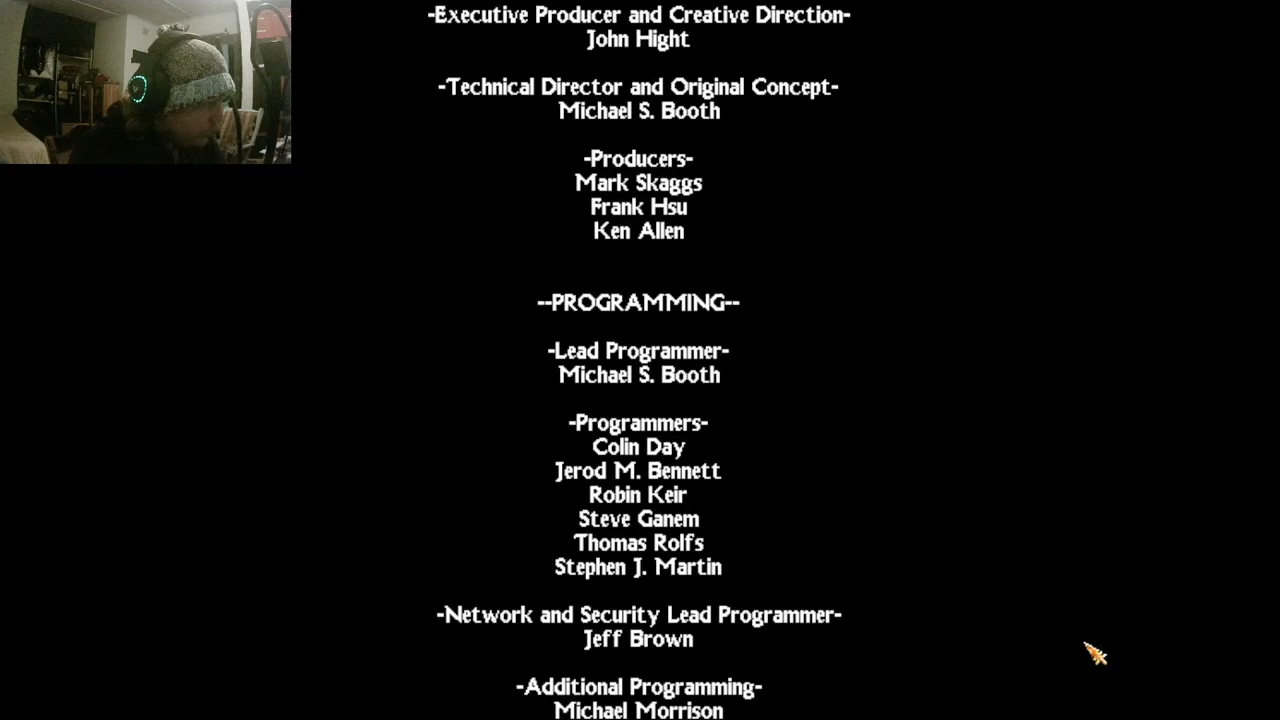 -Executive Producer and Creative Direction-
John Hight
-Technical Director and Original Concept-
Michael S. Booth
-Producers-
Mark Skaggs
Frank Hsu
Ken Allen
--PROGRAMMING--
-Lead Programmer-
Michael S. Booth
-Programmers-
Colin Day
Jerod M. Bennett
Robin Keir
Steve Ganem
Thomas Rolfs
Stephen J. Martin
-Network and Security Lead Programmer-
Jeff Brown
-Additional Programming-
Michael Morrison